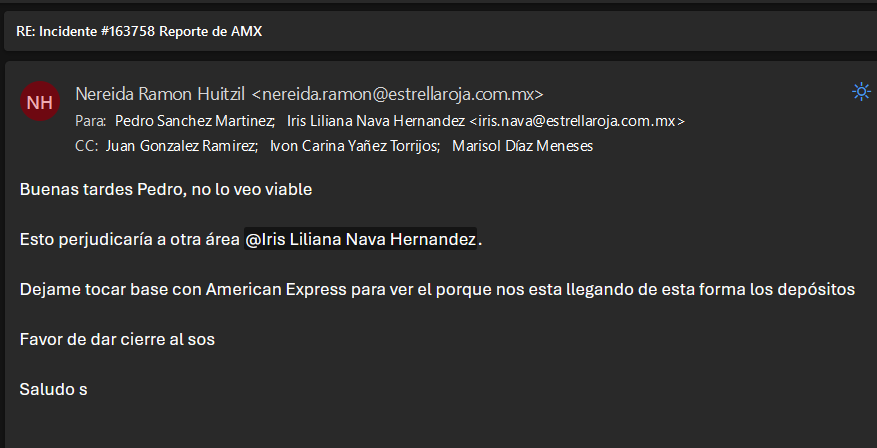 RE: Incidente #163758 Reporte de AMX
NH
Nereida Ramon Huitzil <nereida.ramon@estrellaroja.com.mx>
Para: Pedro Sanchez Martinez; Iris Liliana Nava Hernandez <iris.nava@estrellaroja.com.mx>
CC: Juan Gonzalez Ramirez; Ivon Carina Yañez Torrijos; Marisol Díaz Meneses
Buenas tardes Pedro, no lo veo viable
Esto perjudicaría a otra área @Iris Liliana Nava Hernandez.
Dejame tocar base con American Express para ver el porque nos esta llegando de esta forma los depósitos
Favor de dar cierre al sos
Saludo s